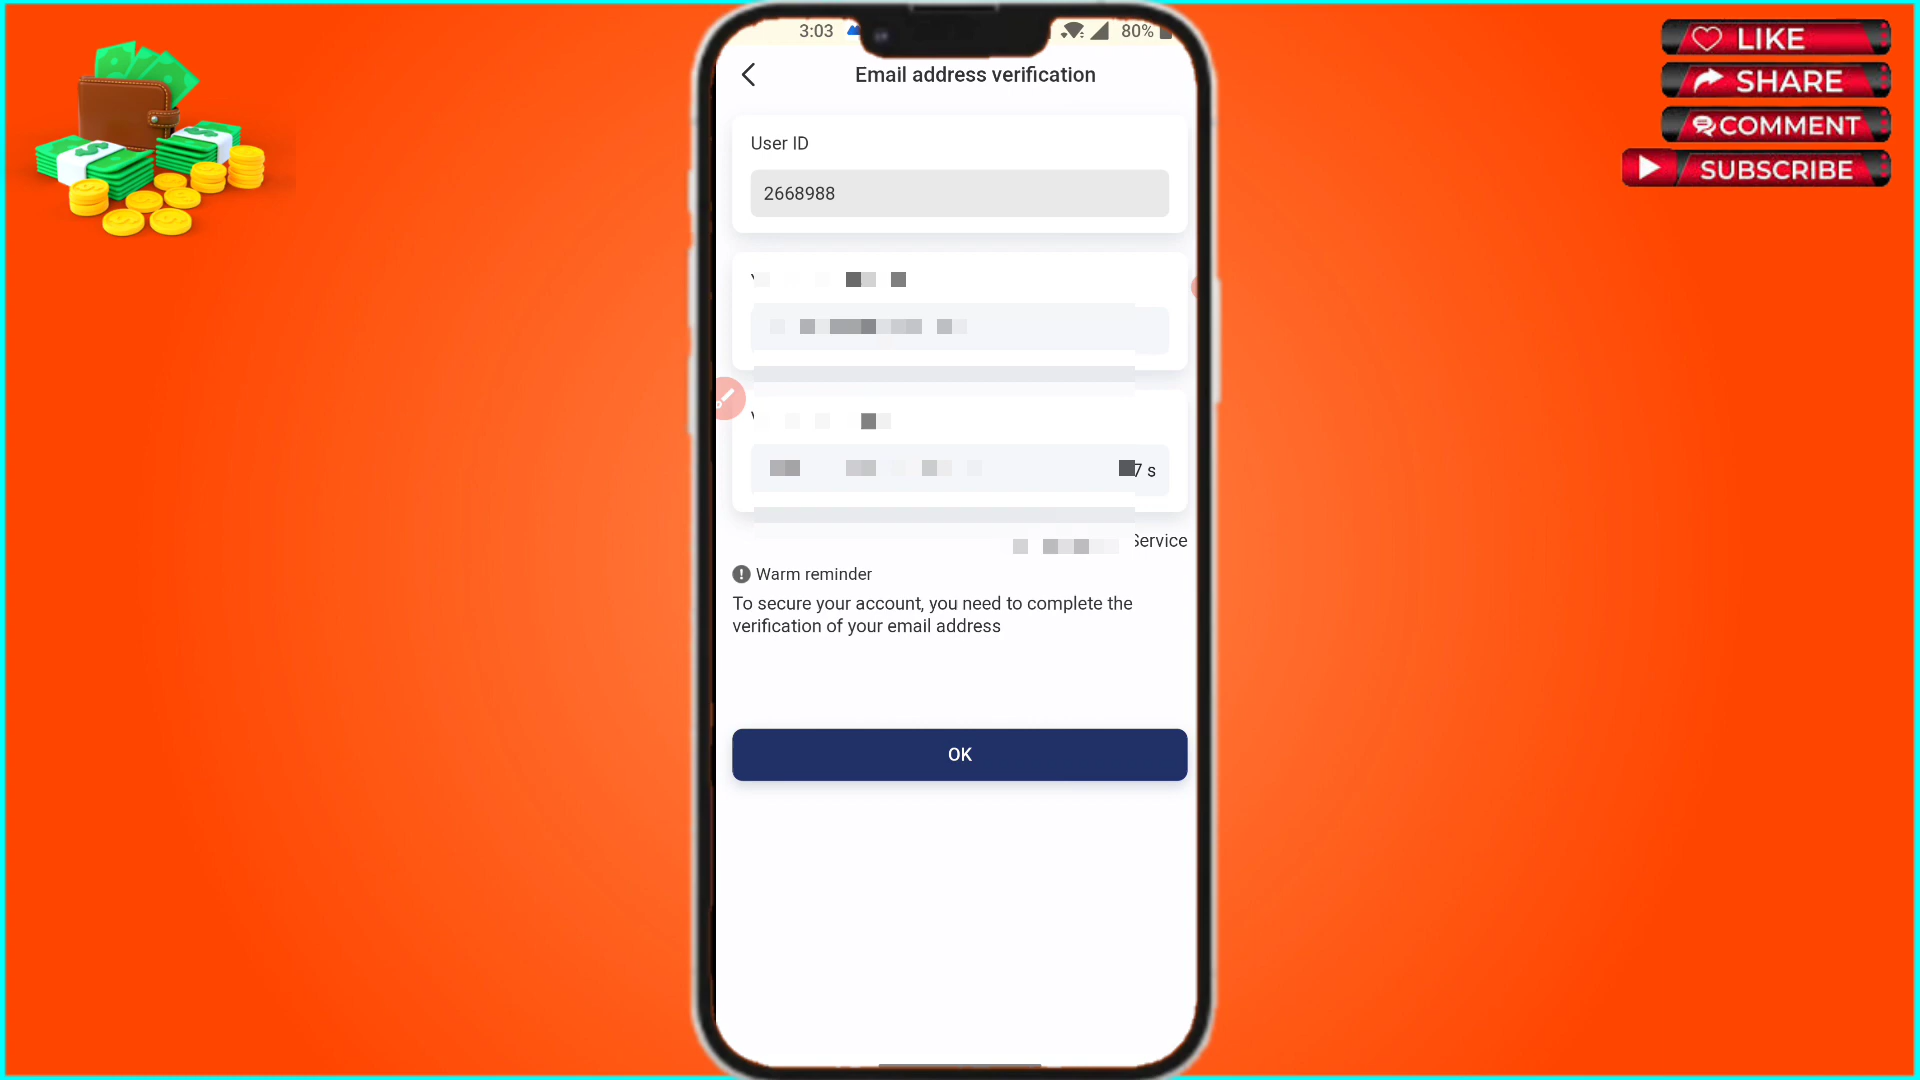 3:03
80%
Email address verification
User ID
2668988
7 s
Service
Warm reminder
To secure your account, you need to complete the
verification of your email address
OK
LIKE
SHARE
COMMENT
SUBSCRIBE